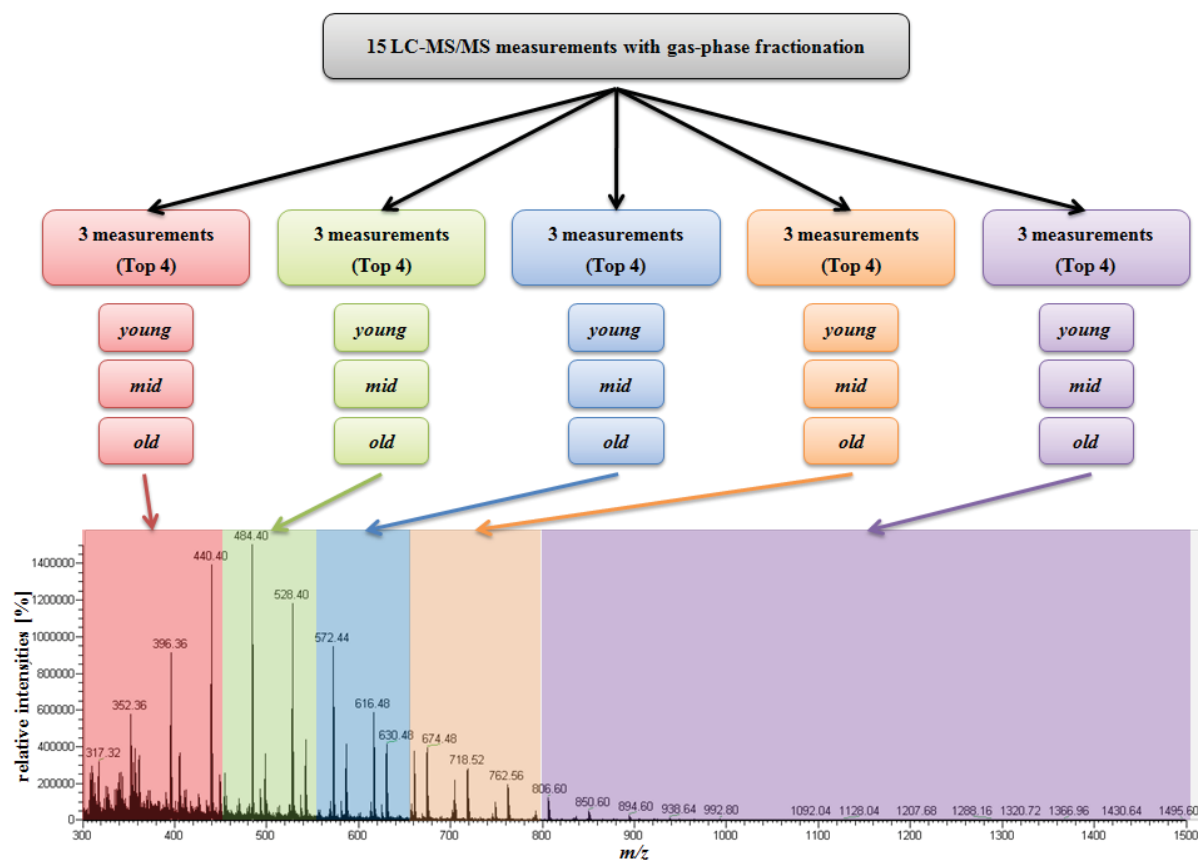 15 LC-MS/MS measurements with gas-phase fractionation
3 measurements
(Top 4)
3 measurements
(Top 4)
3 measurements
(Top 4)
3 measurements
(Top 4)
3 measurements
(Top 4)
young
young
young
young
young
mid
mid
mid
mid
mid
old
old
old
old
old
relative intensities [%]
1400000
1200000
1000000
800000
600000
400000
200000
0
317.32
352.36
396.36
440.40
484.40
528.40
572.44
616.48
630.48
674.48
718.52
762.56
806.60
850.60
894.60
938.64
992.80
1092.04
1128.04
1207.68
1288.16
1320.72
1366.96
1430.64
1495.60
300 400 500 600 700 800 900 1000 1100 1200 1300 1400 1500
m/z